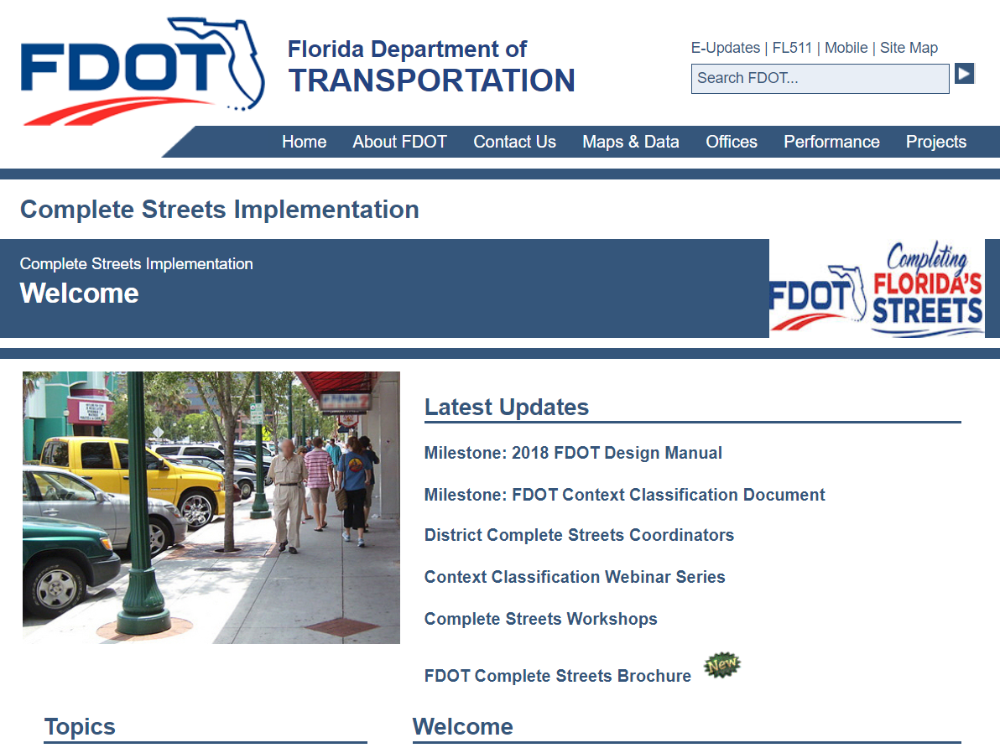 FDOT
Florida Department of
TRANSPORTATION
E-Updates | FL511 | Mobile | Site Map
Search FDOT...
Home About FDOT Contact Us Maps & Data Offices Performance Projects
Complete Streets Implementation
Complete Streets Implementation
Welcome
FDOT
Completing
FLORIDA'S
STREETS
Latest Updates
Milestone: 2018 FDOT Design Manual
Milestone: FDOT Context Classification Document
District Complete Streets Coordinators
Context Classification Webinar Series
Complete Streets Workshops
FDOT Complete Streets Brochure New
Topics
Welcome